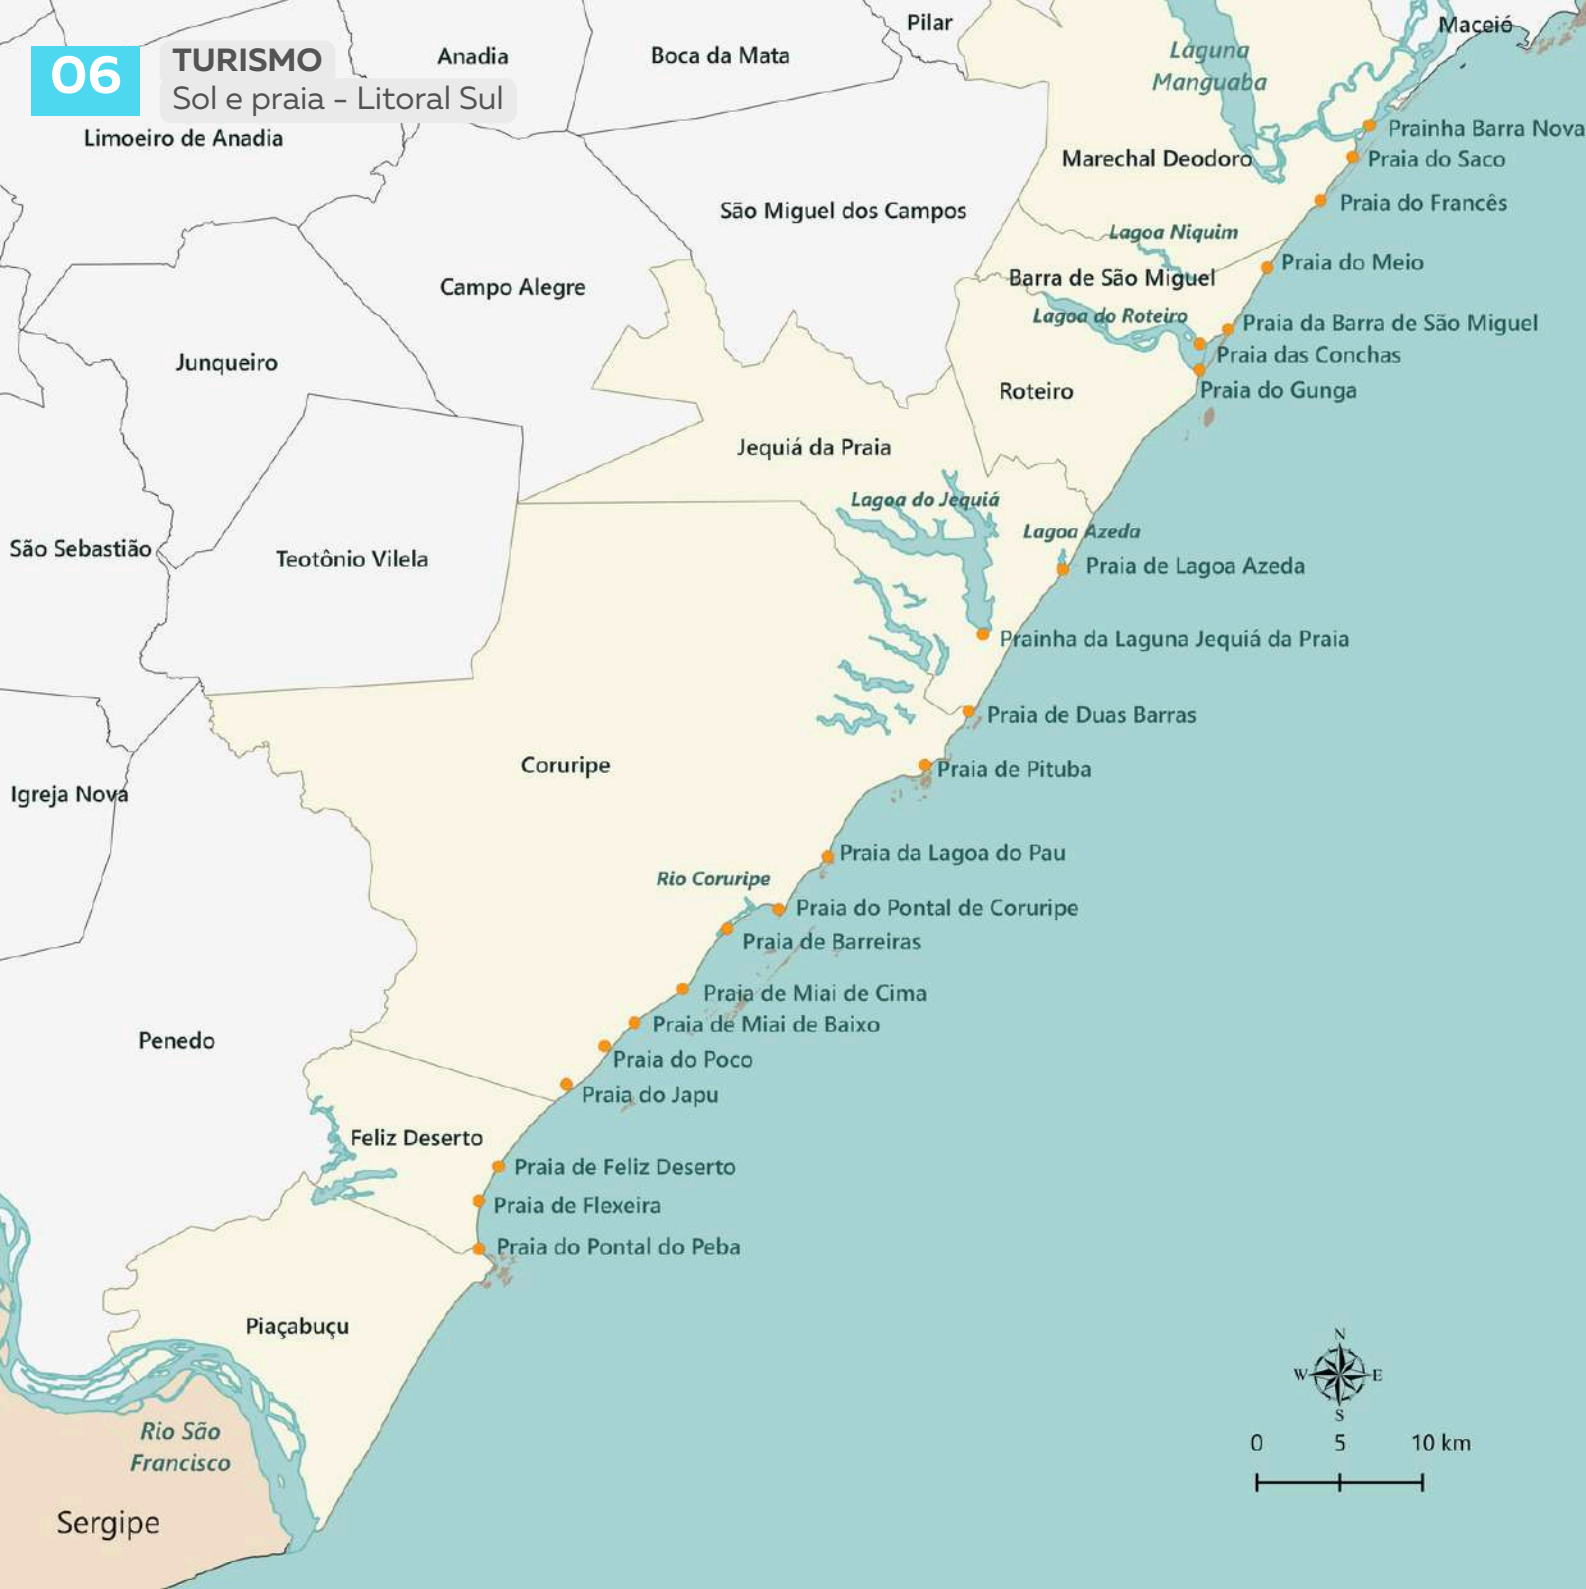 06
TURISMO
Sol e praia - Litoral Sul
Pilar
Maceió
Anadia
Boca da Mata
Laguna
Manguaba
Limoeiro de Anadia
Prainha Barra Nova
Marechal Deodoro
Praia do Saco
São Miguel dos Campos
Praia do Francês
Lagoa Niquim
Praia do Meio
Barra de São Miguel
Campo Alegre
Lagoa do Roteiro
Praia da Barra de São Miguel
Praia das Conchas
Junqueiro
Roteiro
Praia do Gunga
Jequiá da Praia
Lagoa do Jequiá
Lagoa Azeda
São Sebastião
Teotônio Vilela
Praia de Lagoa Azeda
Prainha da Laguna Jequiá da Praia
Praia de Duas Barras
Coruripe
Praia de Pituba
Igreja Nova
Praia da Lagoa do Pau
Rio Coruripe
Praia do Pontal de Coruripe
Praia de Barreiras
Praia de Miai de Cima
Praia de Miai de Baixo
Penedo
Praia do Poco
Praia do Japu
Feliz Deserto
Praia de Feliz Deserto
Praia de Flexeira
Praia do Pontal do Peba
Piaçabuçu
N
W E
S
Rio São
Francisco
0 5 10 km
Sergipe